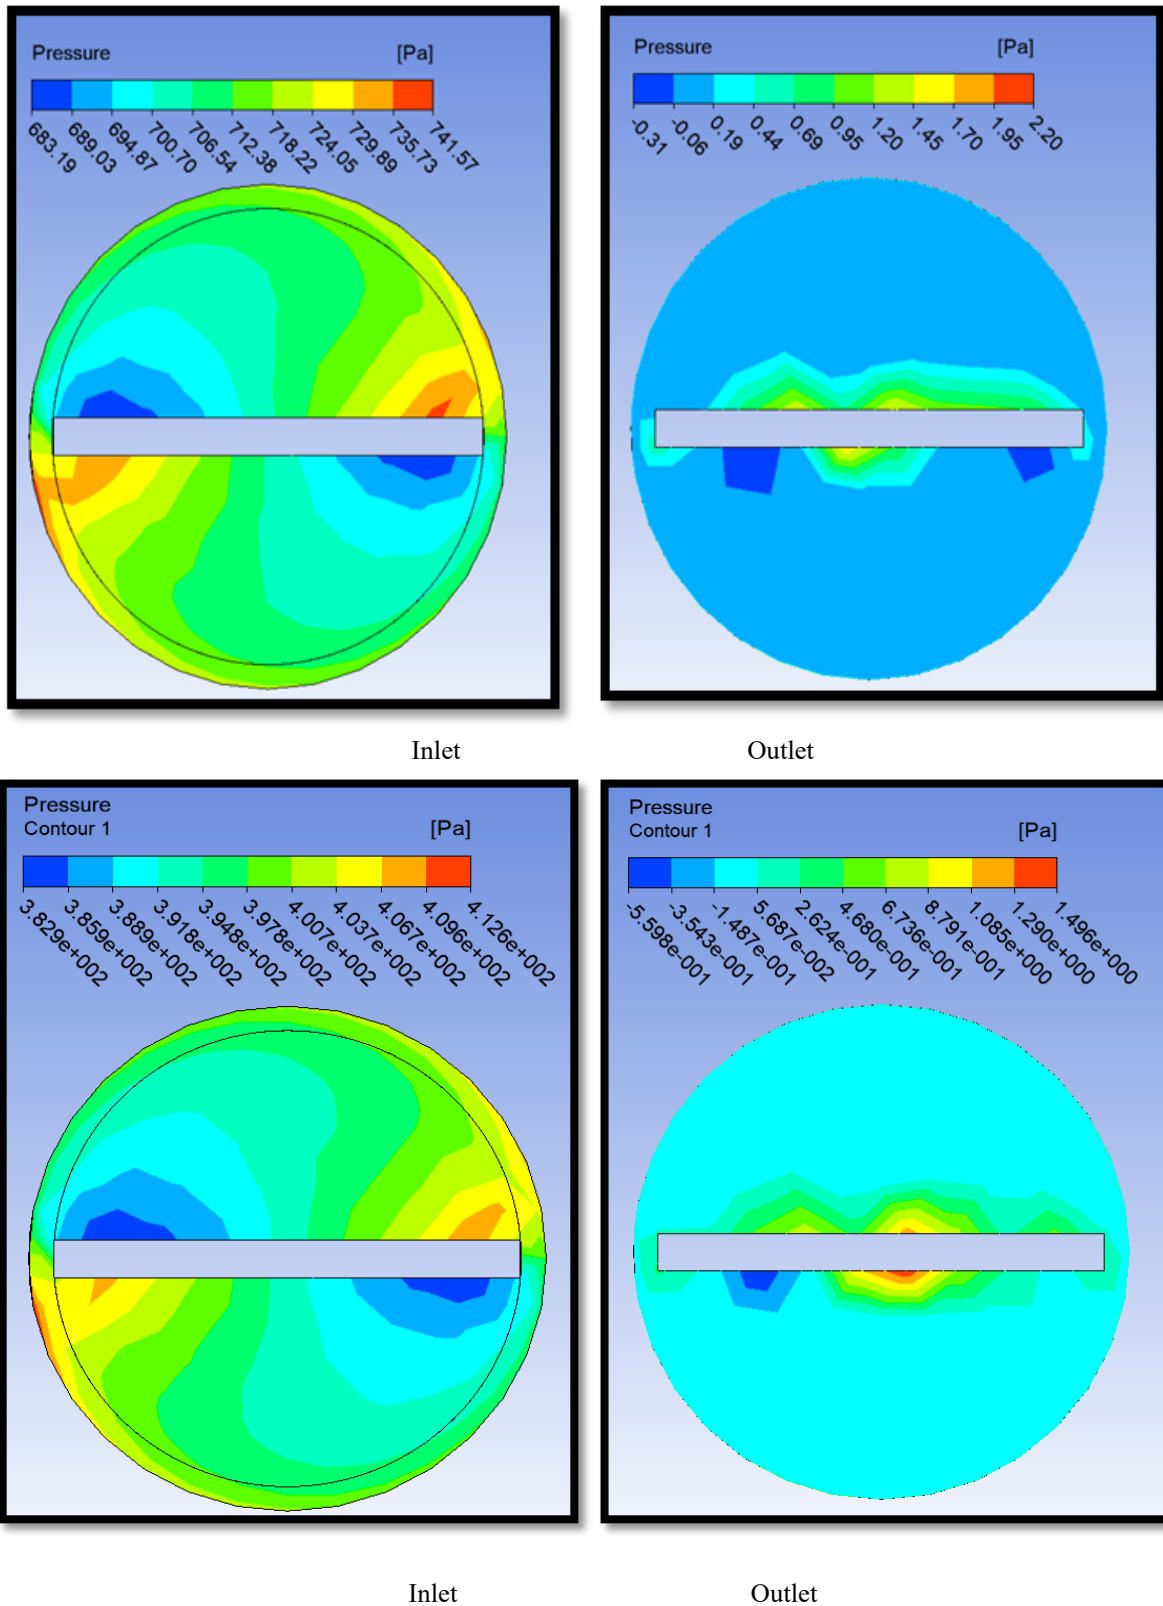 Pressure [Pa]
683.19 689.03 694.87 700.70 706.54 712.38 718.22 724.05 729.89 735.73 741.57
Pressure [Pa]
-0.31 -0.06 0.19 0.44 0.69 0.95 1.20 1.45 1.70 1.95 2.20
Inlet Outlet
Pressure
Contour 1 [Pa]
3.829e+002 3.859e+002 3.889e+002 3.918e+002 3.948e+002 3.978e+002 4.007e+002 4.037e+002 4.067e+002 4.096e+002 4.126e+002
Pressure
Contour 1 [Pa]
-5.598e-001 -3.543e-001 -1.487e-001 5.687e-002 2.624e-001 4.680e-001 6.736e-001 8.791e-001 1.085e+000 1.290e+000 1.496e+000
Inlet Outlet